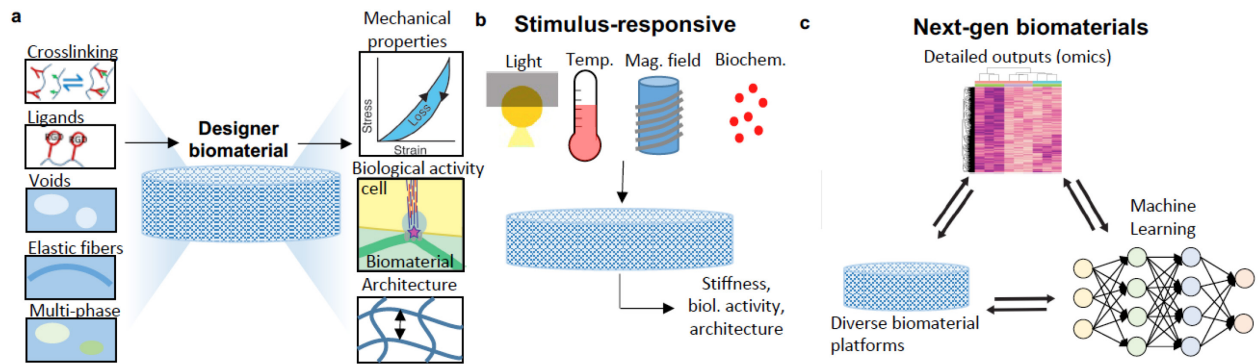 a
Crosslinking
Ligands
RGD
RGD
Voids
Elastic fibers
Multi-phase
Designer
biomaterial
Mechanical
properties
Stress
Loss
Strain
Biological activity
cell
Biomaterial
Architecture
b
Stimulus-responsive
Light
Temp.
Mag. field
Biochem.
Stiffness,
biol. activity,
architecture
c
Next-gen biomaterials
Detailed outputs (omics)
Machine
Learning
Diverse biomaterial
platforms